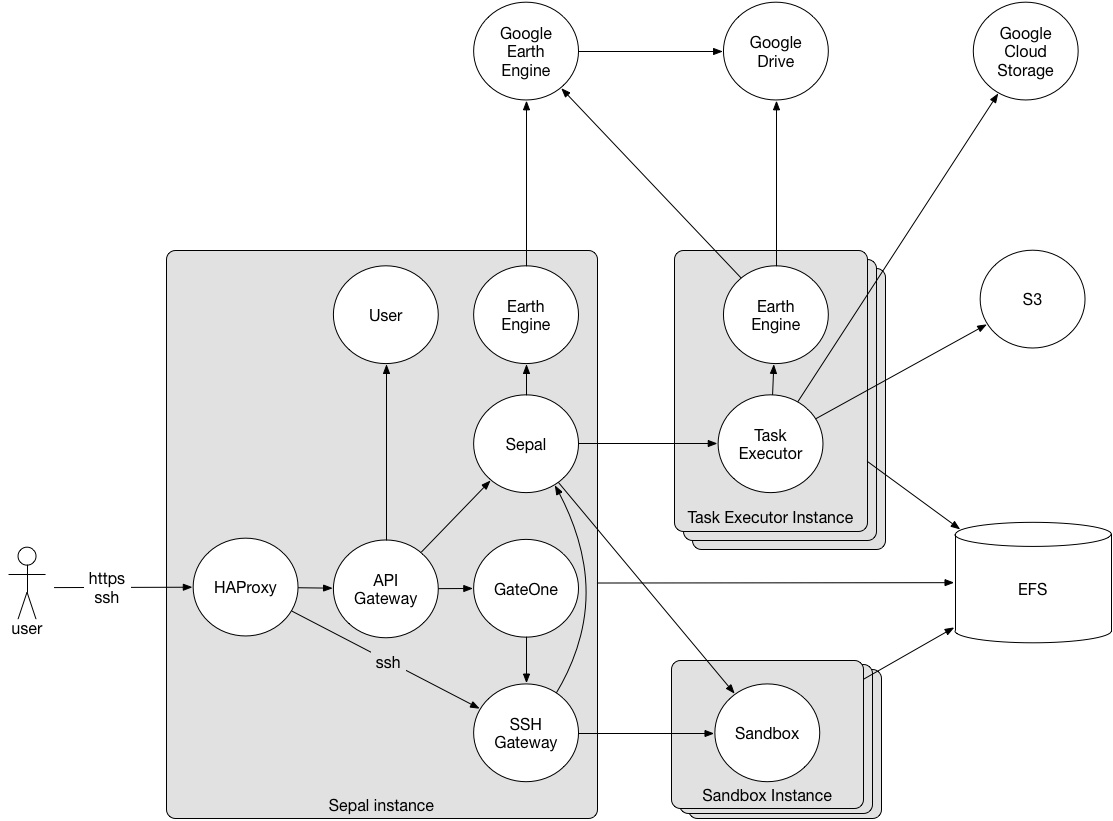 Google
Earth
Engine
Google
Drive
Google
Cloud
Storage
User
Earth
Engine
Earth
Engine
S3
Sepal
Task
Executor
Task Executor Instance
user
https
ssh
HAProxy
API
Gateway
GateOne
EFS
ssh
SSH
Gateway
Sandbox
Sandbox Instance
Sepal instance